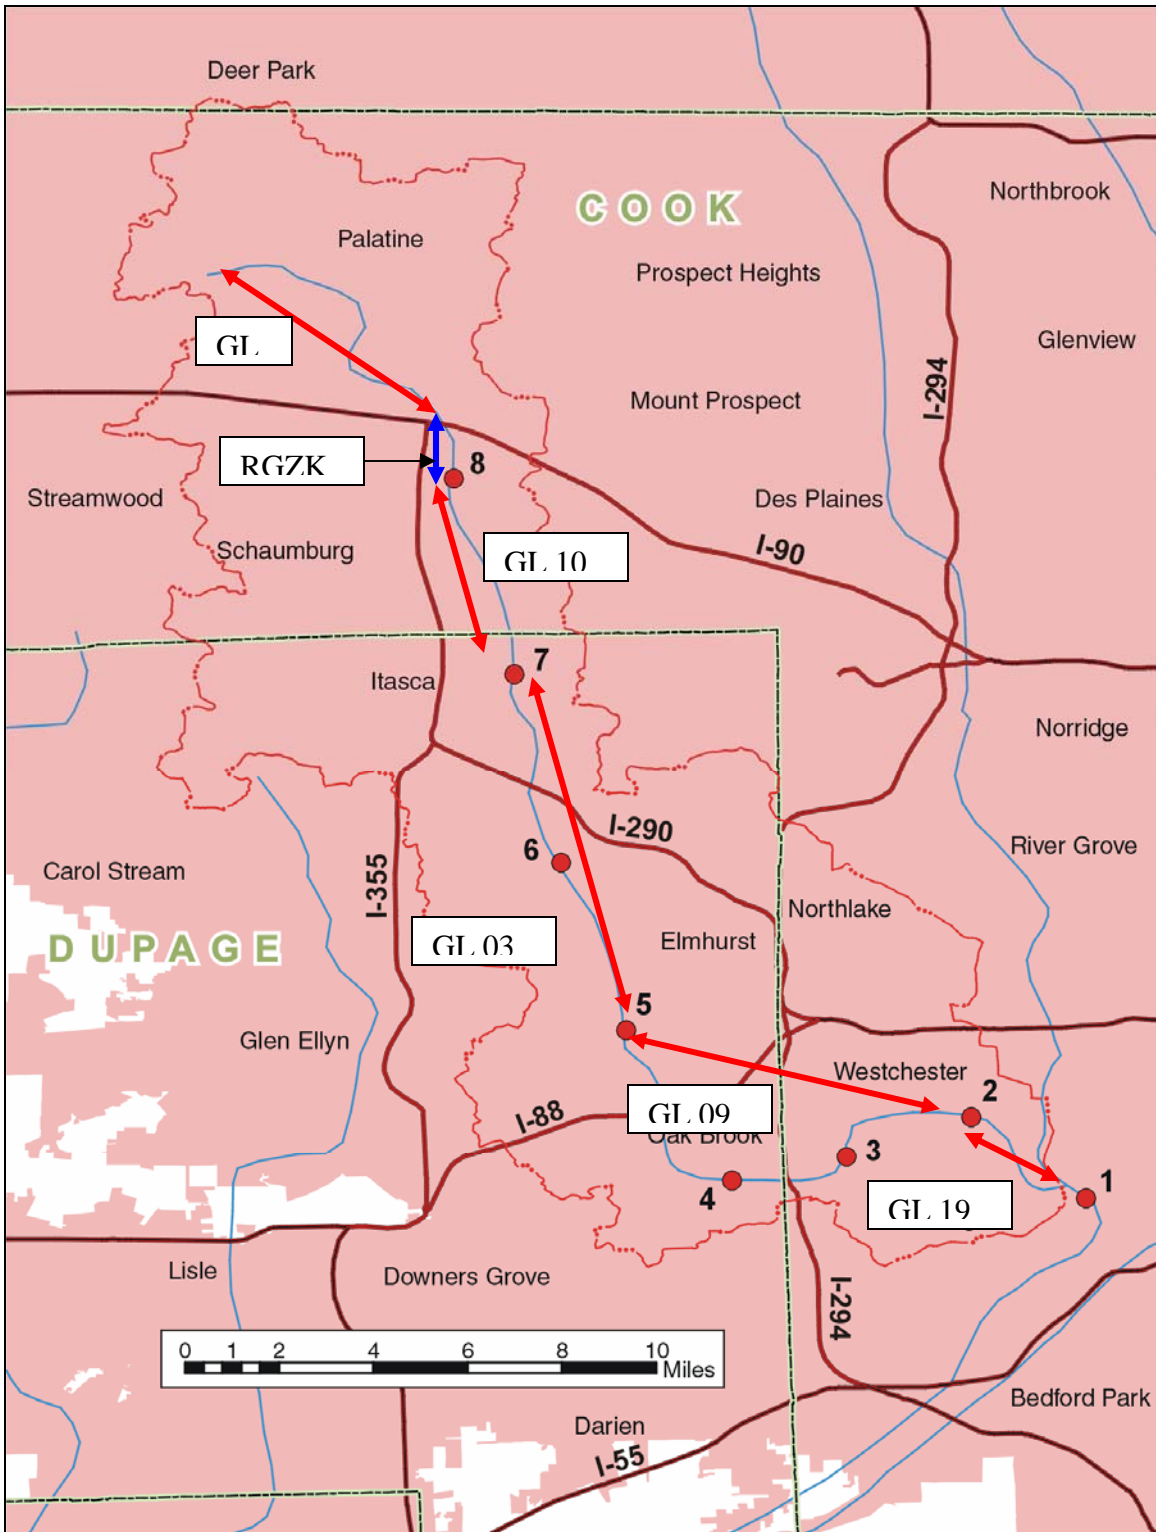 Deer Park
COOK
Northbrook
Palatine
Prospect Heights
Glenview
GL
I-294
Mount Prospect
RGZK
8
Streamwood
Des Plaines
Schaumburg
I-90
GL 10
7
Itasca
Norridge
I-290
6
River Grove
Carol Stream
I-355
Northlake
DUPAGE
GL 03
Elmhurst
5
Glen Ellyn
Westchester
2
I-88
GL 09
Oak Brook
3
4
1
GL 19
Lisle
Downers Grove
I-294
0 1 2 4 6 8 10
Miles
Bedford Park
Darien
I-55